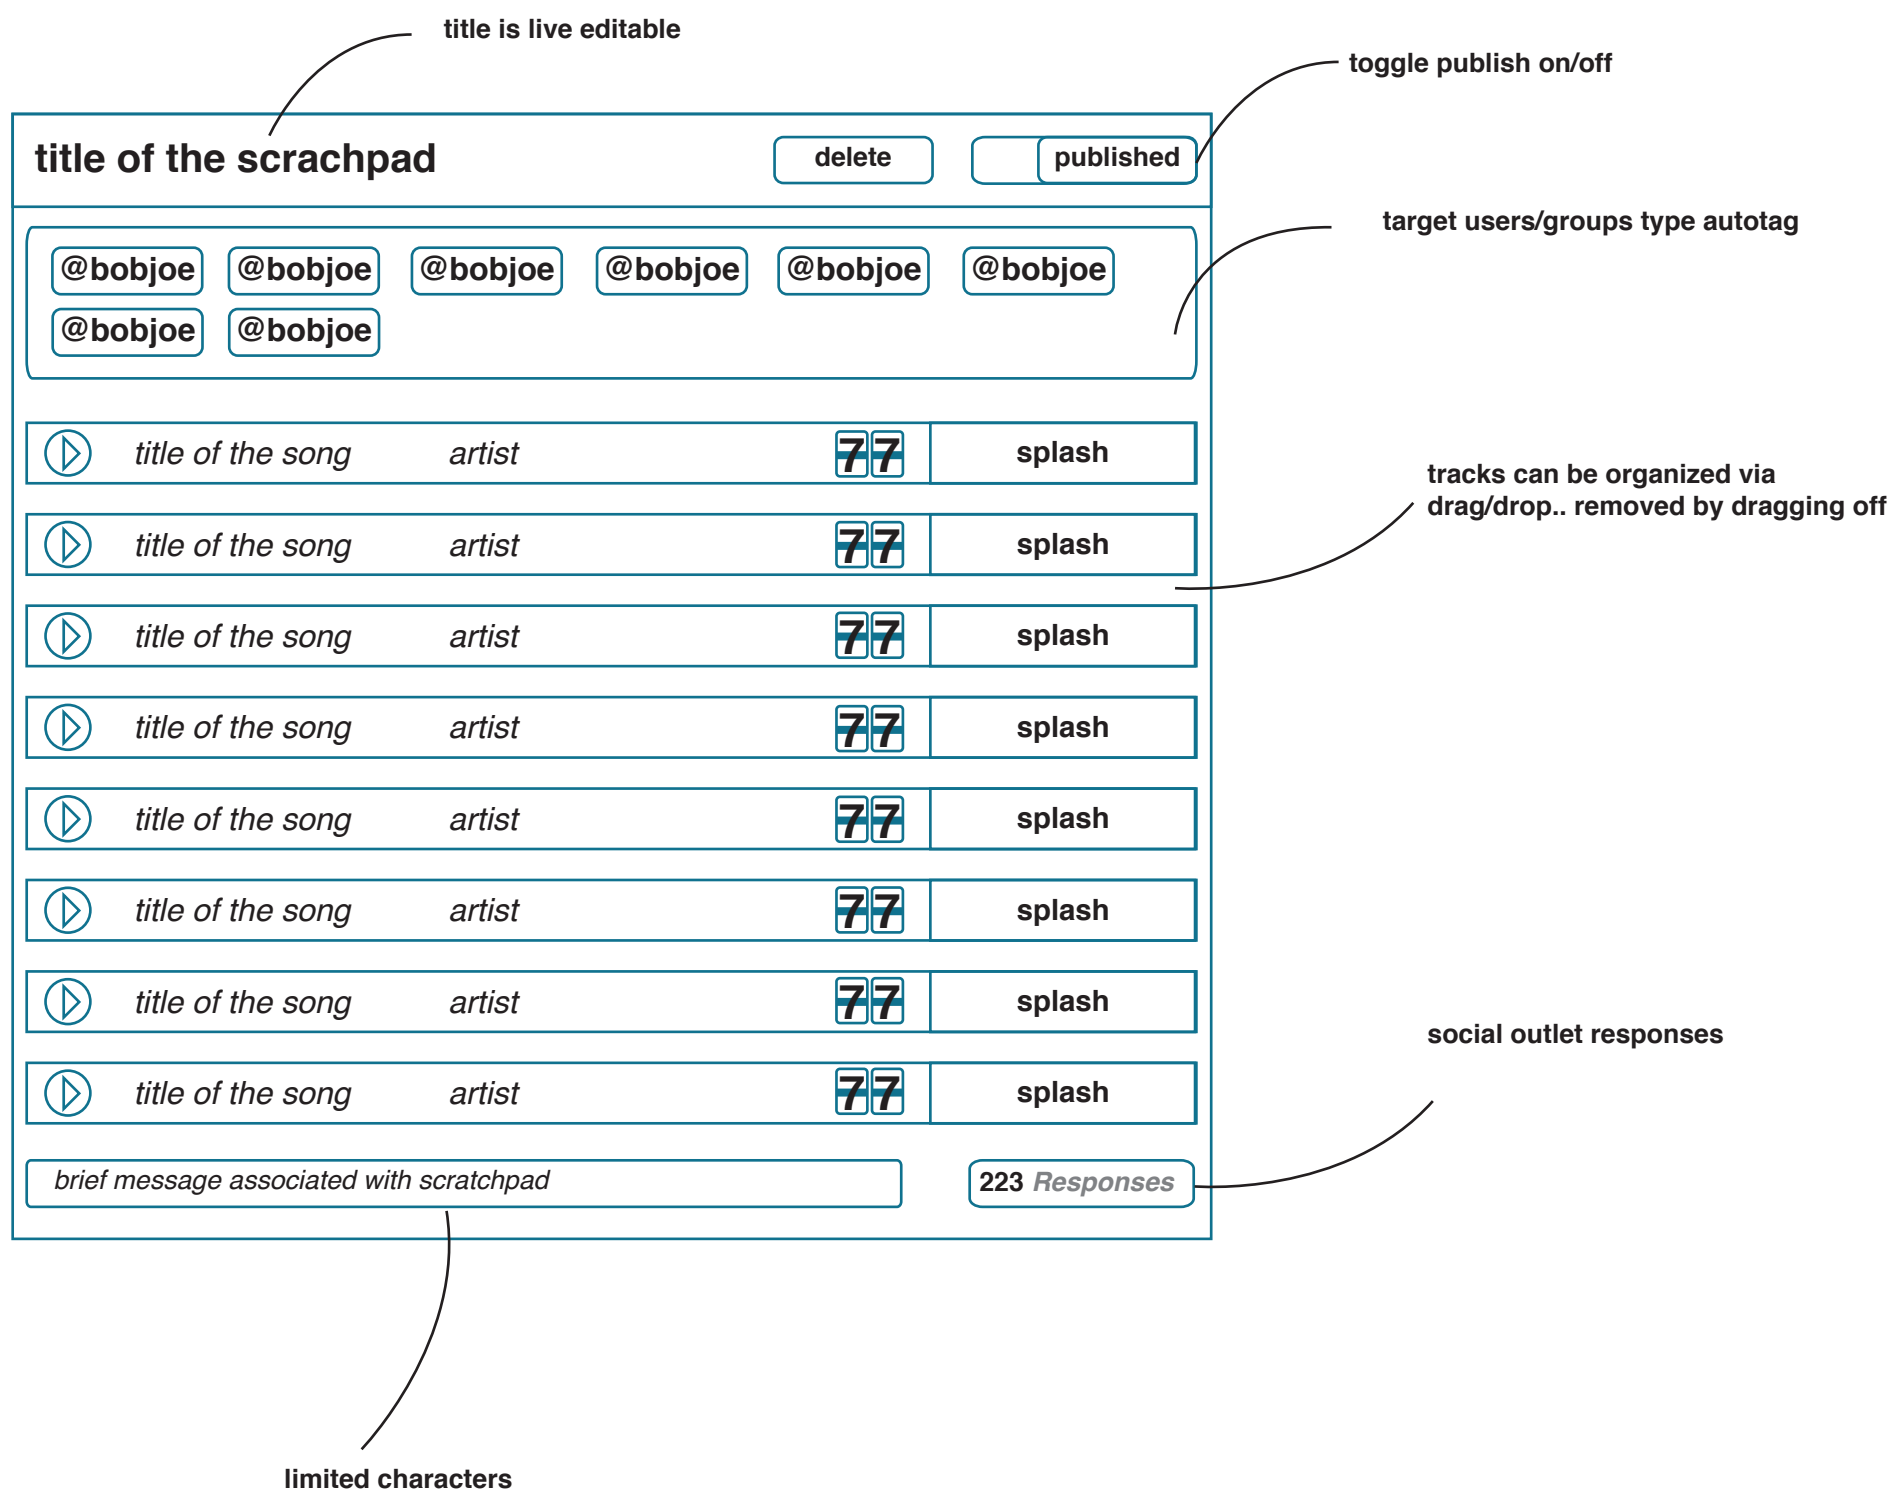 title is live editable
toggle publish on/off
title of the scrachpad
delete
published
target users/groups type autotag
@bobjoe @bobjoe @bobjoe @bobjoe @bobjoe @bobjoe
@bobjoe @bobjoe
title of the song artist 77 splash
tracks can be organized via
drag/drop.. removed by dragging off
title of the song artist 77 splash
title of the song artist 77 splash
title of the song artist 77 splash
title of the song artist 77 splash
title of the song artist 77 splash
title of the song artist 77 splash
social outlet responses
title of the song artist 77 splash
brief message associated with scratchpad
223 Responses
limited characters